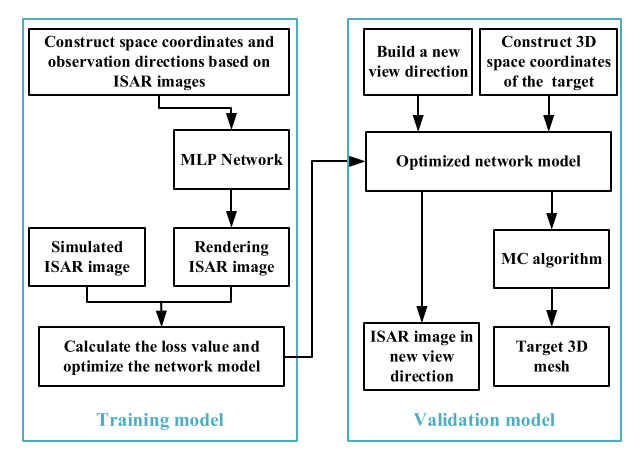 Construct space coordinates and
observation directions based on
ISAR images
MLP Network
Simulated
ISAR image
Rendering
ISAR image
Calculate the loss value and
optimize the network model
Training model
Build a new
view direction
Construct 3D
space coordinates
of the target
Optimized network model
MC algorithm
ISAR image in
new view
direction
Target 3D
mesh
Validation model